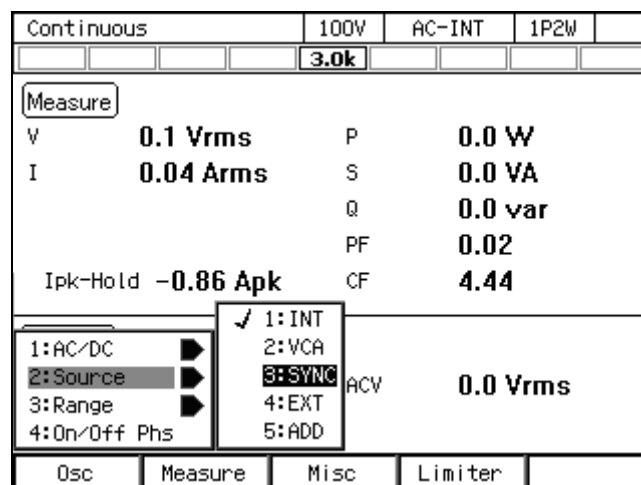 Continuous 100V AC-INT 1P2W
3.0k
Measure
V 0.1 Vrms P 0.0 W
I 0.04 Arms S 0.0 VA
Q 0.0 var
PF 0.02
Ipk-Hold -0.86 Apk CF 4.44
1:AC/DC
2:Source
3:Range
4:On/Off Phs
✓ 1:INT
2:VCA
3:SYNC
4:EXT
5:ADD
ACV 0.0 Vrms
Osc Measure Misc Limiter